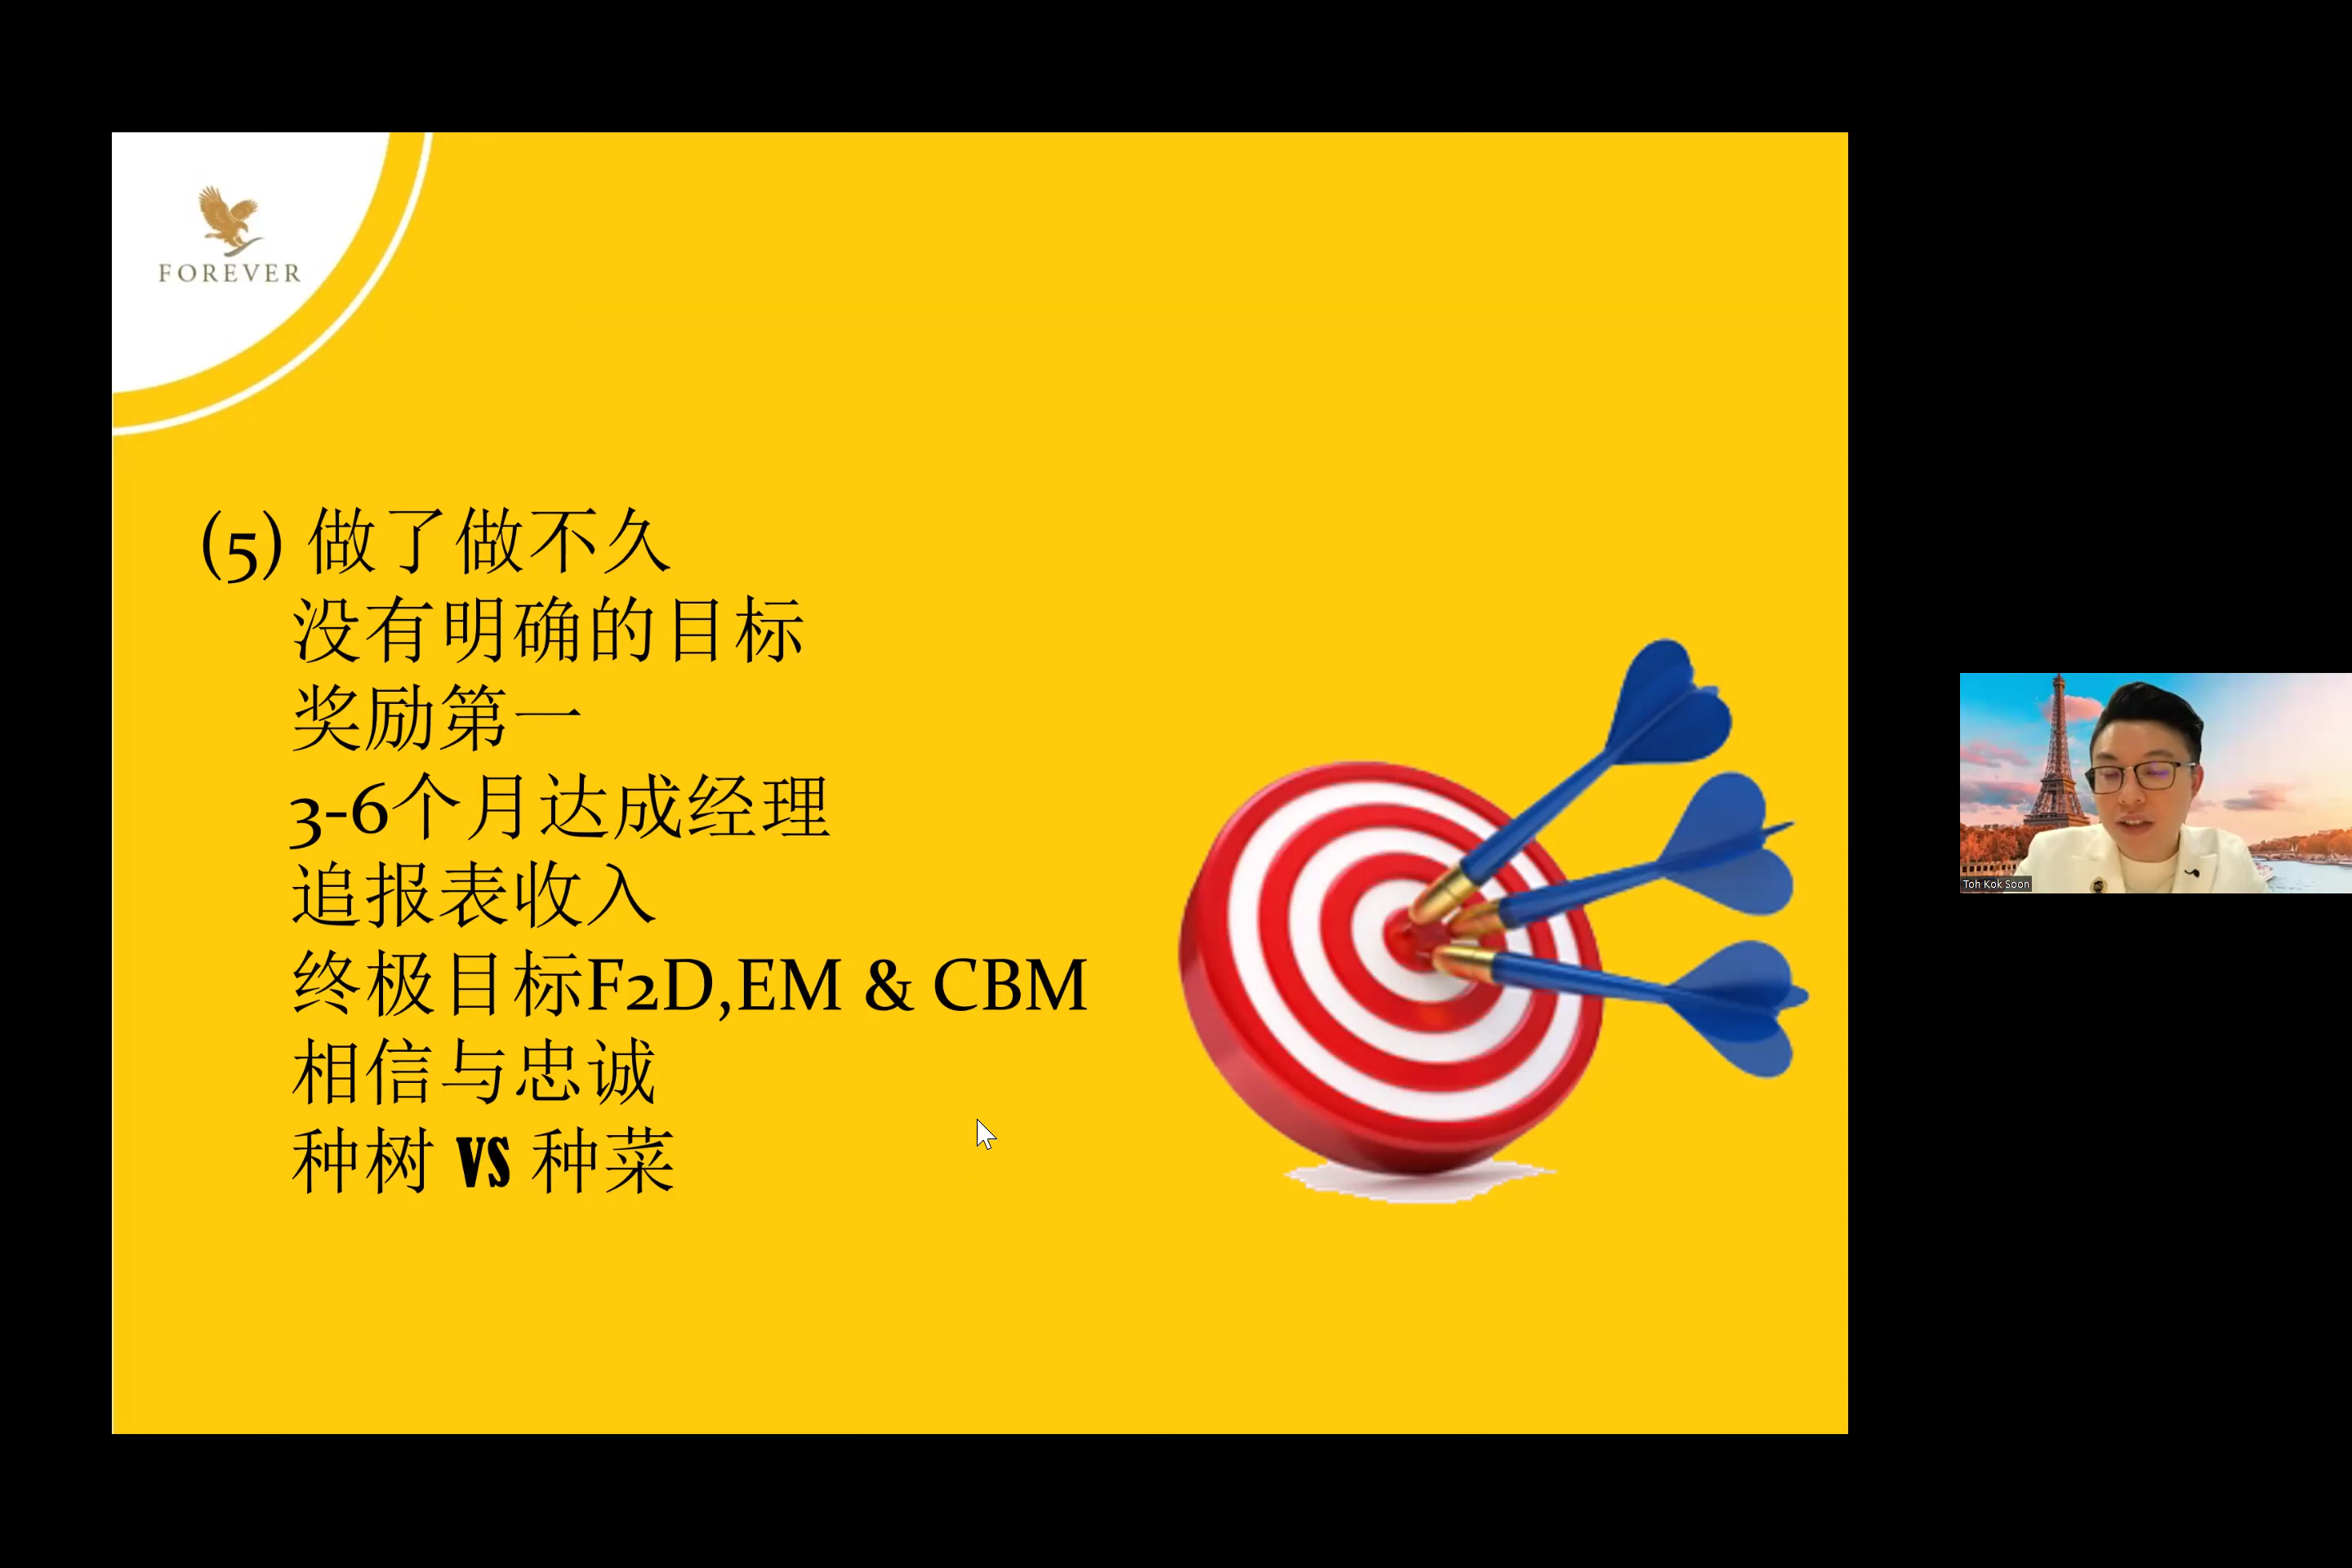 FOREVER
(5) 做了做不久
没有明确的目标
奖励第一
3-6个月达成经理
追报表收入
终极目标F2D,EM & CBM
相信与忠诚
种树 VS 种菜
Toh Kok Soon